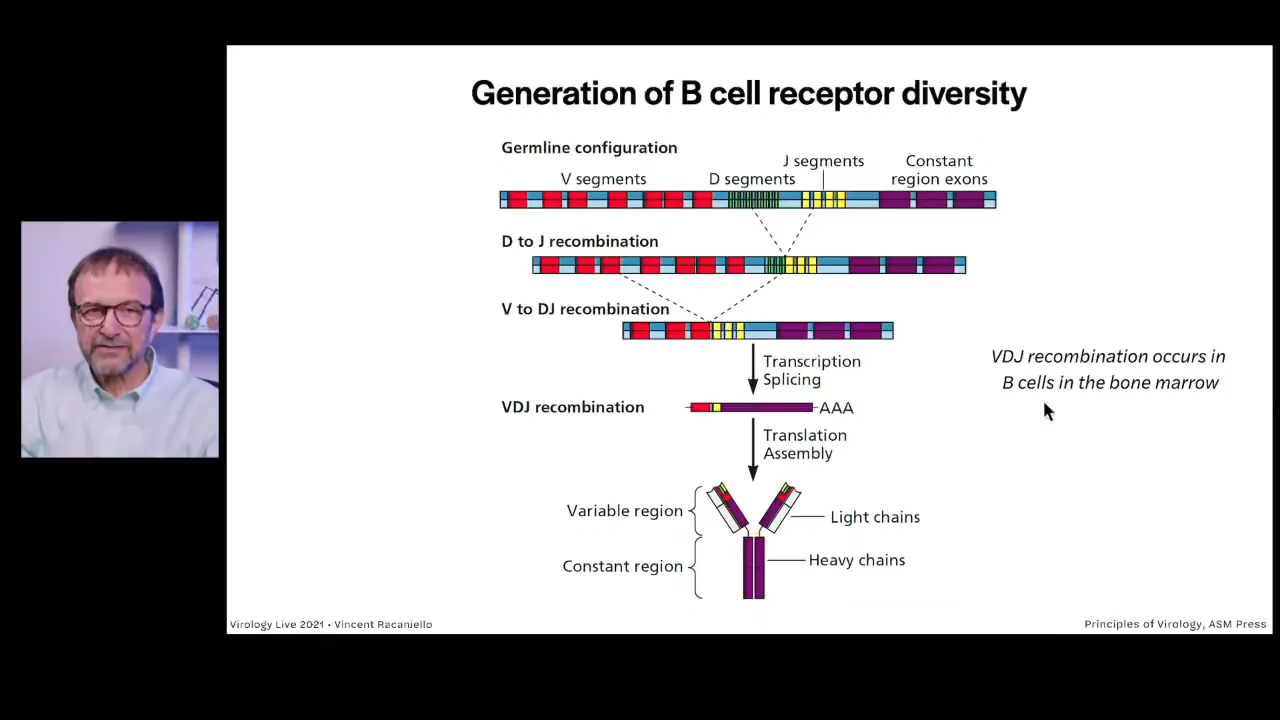 Generation of B cell receptor diversity
Germline configuration
V segments
D segments
J segments
Constant
region exons
D to J recombination
V to DJ recombination
Transcription
Splicing
VDJ recombination
AAA
Translation
Assembly
Variable region
Light chains
Constant region
Heavy chains
VDJ recombination occurs in
B cells in the bone marrow
Virology Live 2021 • Vincent Racaniello
Principles of Virology, ASM Press